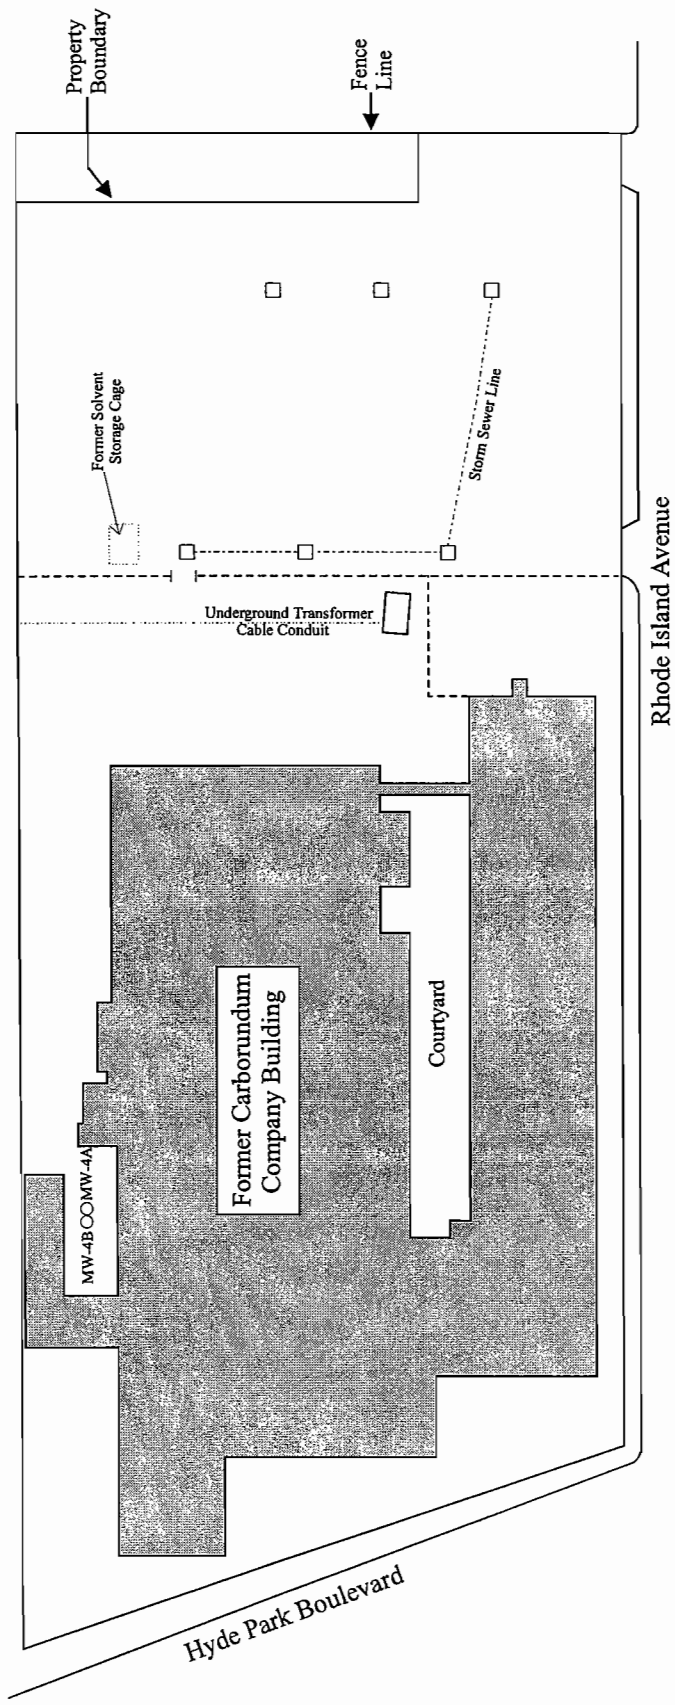 Property
Boundary
Fence
Line
Former Solvent
Storage Cage
Storm Sewer Line
Underground Transformer
Cable Conduit
Rhode Island Avenue
Former Carborundum
Company Building
Courtyard
MW-4B
MW-4A
Hyde Park Boulevard